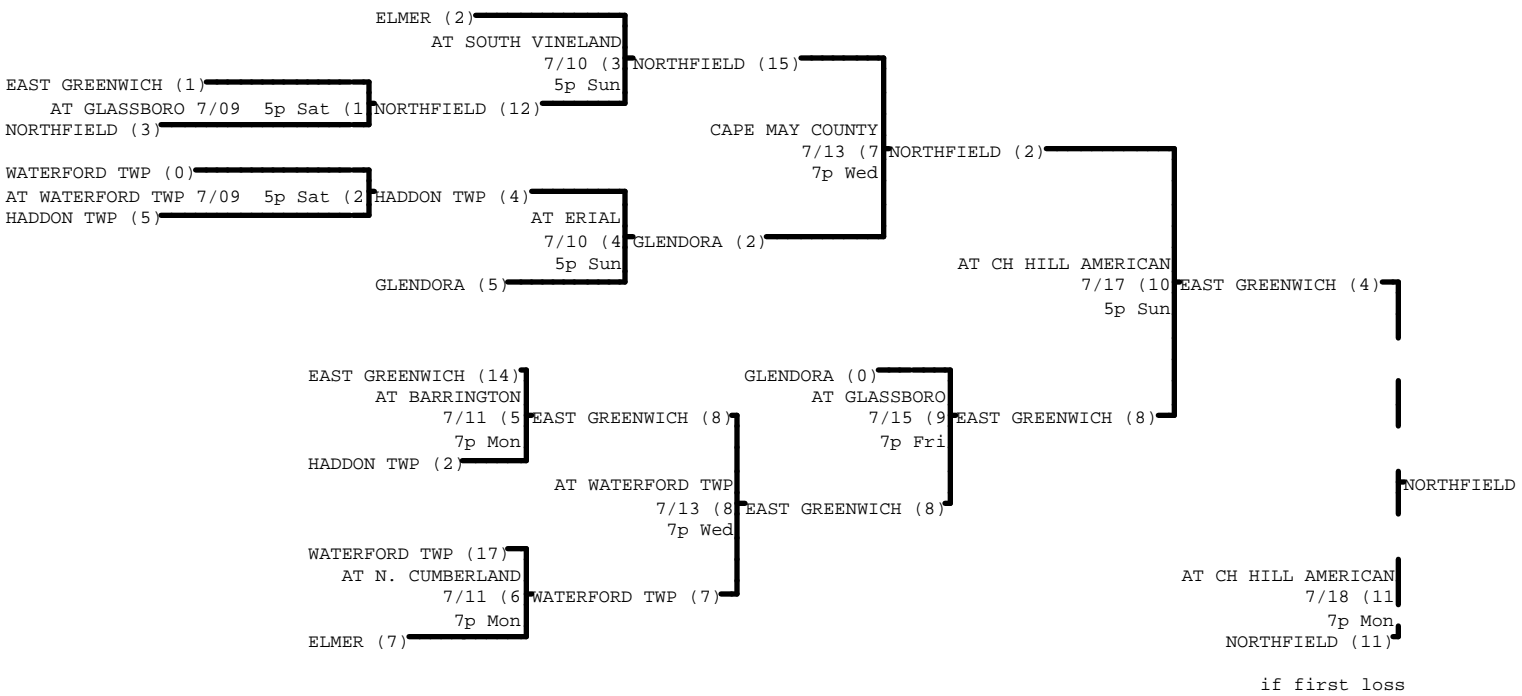 ELMER (2)
AT SOUTH VINELAND
7/10 (3 NORTHFIELD (15)
5p Sun
EAST GREENWICH (1)
AT GLASSBORO 7/09 5p Sat (1 NORTHFIELD (12)
NORTHFIELD (3)
CAPE MAY COUNTY
7/13 (7 NORTHFIELD (2)
7p Wed
WATERFORD TWP (0)
AT WATERFORD TWP 7/09 5p Sat (2 HADDON TWP (4)
HADDON TWP (5)
AT ERIAL
7/10 (4 GLENDORA (2)
5p Sun
GLENDORA (5)
AT CH HILL AMERICAN
7/17 (10 EAST GREENWICH (4)
5p Sun
EAST GREENWICH (14)
AT BARRINGTON
7/11 (5 EAST GREENWICH (8)
7p Mon
HADDON TWP (2)
GLENDORA (0)
AT GLASSBORO
7/15 (9 EAST GREENWICH (8)
7p Fri
AT WATERFORD TWP
7/13 (8 EAST GREENWICH (8)
7p Wed
NORTHFIELD
WATERFORD TWP (17)
AT N. CUMBERLAND
7/11 (6 WATERFORD TWP (7)
7p Mon
ELMER (7)
AT CH HILL AMERICAN
7/18 (11
7p Mon
NORTHFIELD (11)
if first loss